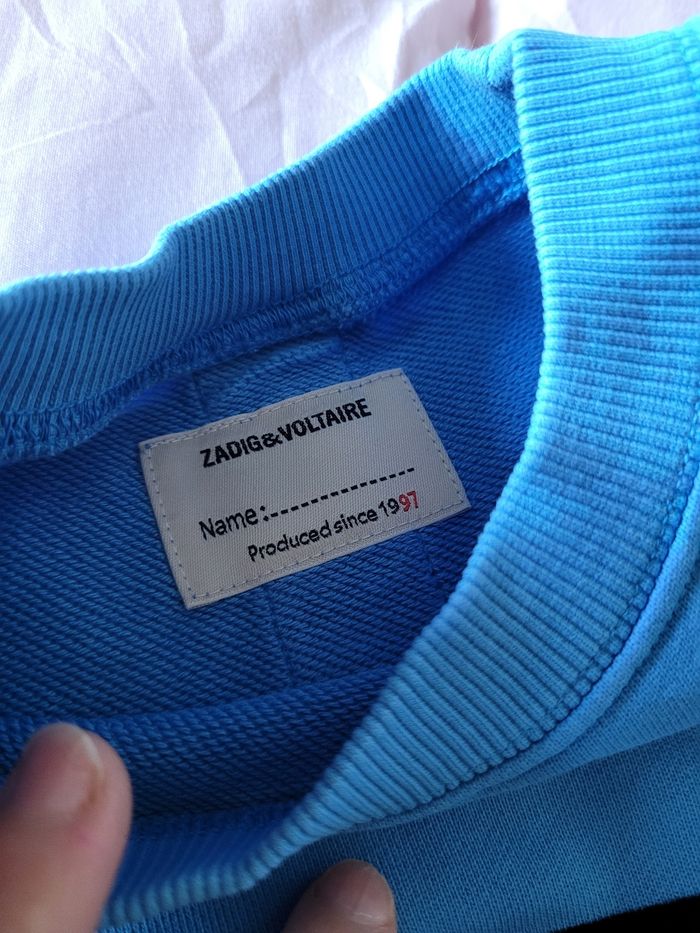 ZADIG&VOLTAIRE
Name:----------------
Produced since 1997